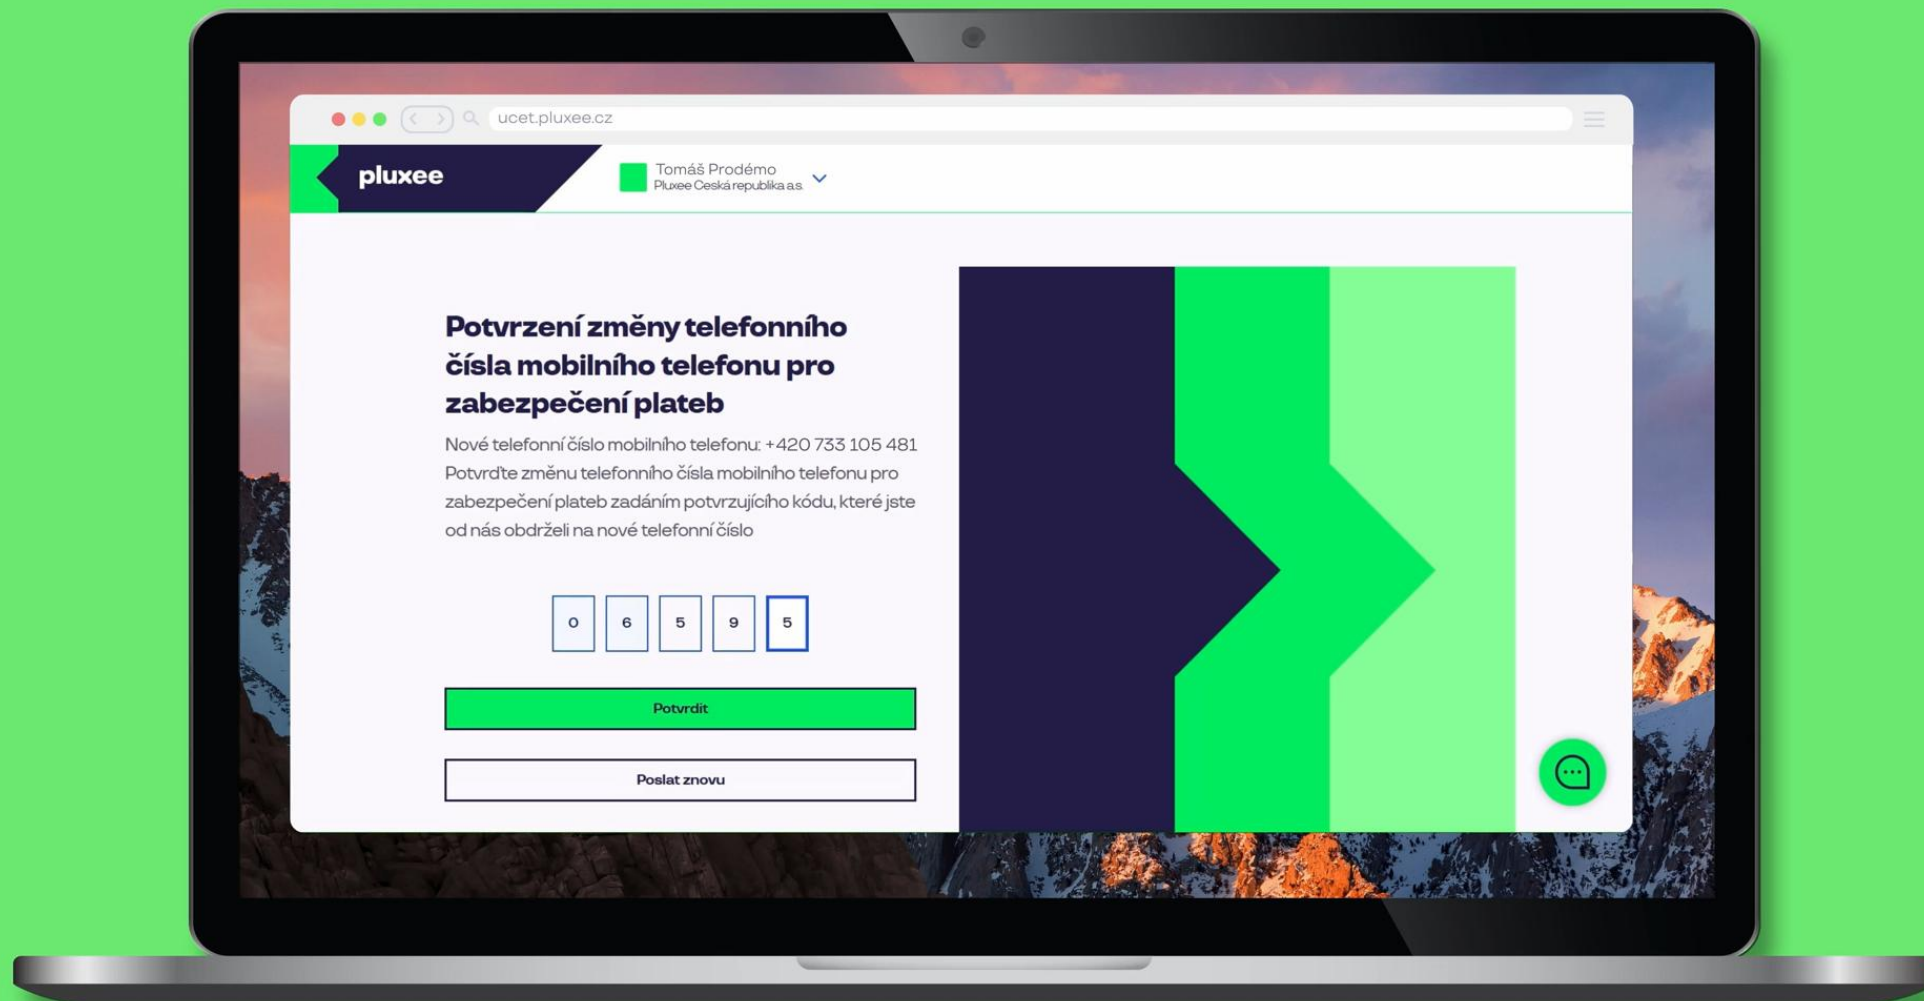 ucet.pluxee.cz
pluxee
Tomáš Prodémo
Pluxee Česká republika a.s.
Potvrzení změny telefonního
čísla mobilního telefonu pro
zabezpečení plateb
Nové telefonní číslo mobilního telefonu: +420 733 105 481
Potvrďte změnu telefonního čísla mobilního telefonu pro
zabezpečení plateb zadáním potvrzujícího kódu, které jste
od nás obdrželi na nové telefonní číslo
0 6 5 9 5
Potvrdit
Poslat znovu